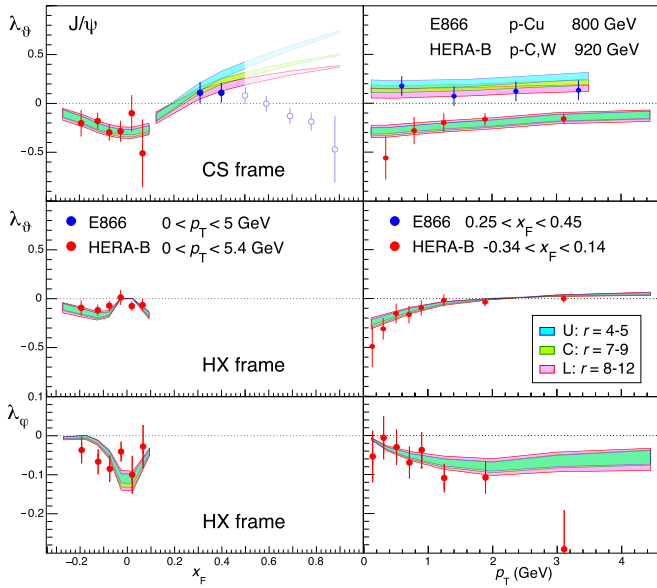 λϑ J/ψ
E866 p-Cu 800 GeV
HERA-B p-C,W 920 GeV
0.5
0
-0.5
CS frame
λϑ
E866 0 < pT < 5 GeV
HERA-B 0 < pT < 5.4 GeV
E866 0.25 < xF < 0.45
HERA-B -0.34 < xF < 0.14
0.5
0
-0.5
HX frame
U: r = 4-5
C: r = 7-9
L: r = 8-12
0.1
λφ
0
-0.1
-0.2
HX frame
-0.2 0 0.2 0.4 0.6 0.8
xF
0 1 2 3 4
pT (GeV)